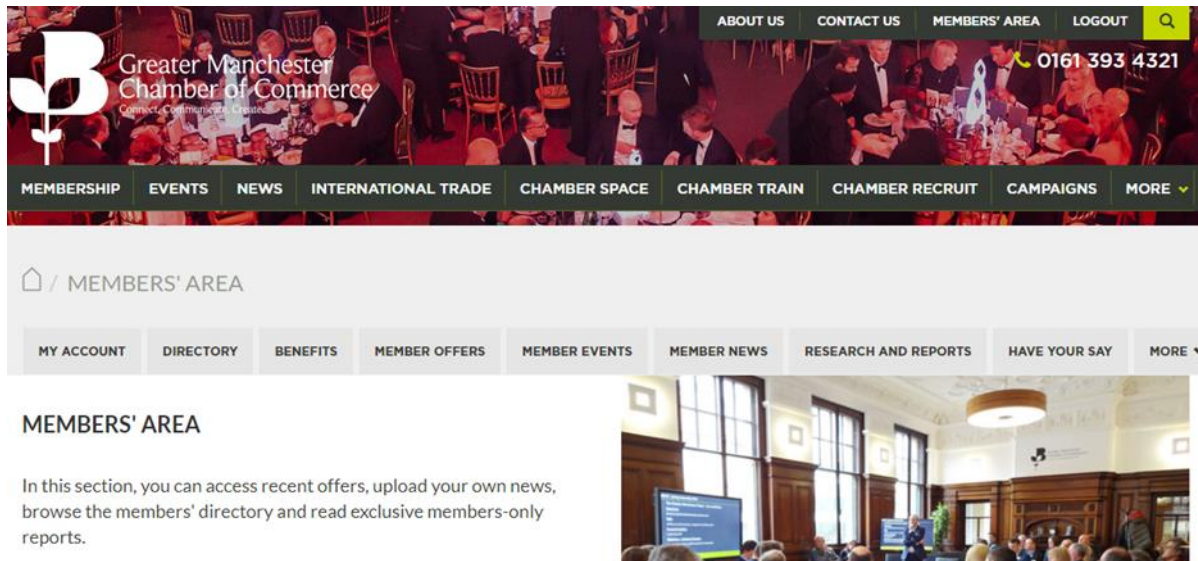 ABOUT US CONTACT US MEMBERS' AREA LOGOUT
Greater Manchester
Chamber of Commerce
Connect. Communicate. Create.
0161 393 4321
MEMBERSHIP EVENTS NEWS INTERNATIONAL TRADE CHAMBER SPACE CHAMBER TRAIN CHAMBER RECRUIT CAMPAIGNS MORE
/ MEMBERS' AREA
MY ACCOUNT DIRECTORY BENEFITS MEMBER OFFERS MEMBER EVENTS MEMBER NEWS RESEARCH AND REPORTS HAVE YOUR SAY MORE
MEMBERS' AREA
In this section, you can access recent offers, upload your own news,
browse the members' directory and read exclusive members-only
reports.